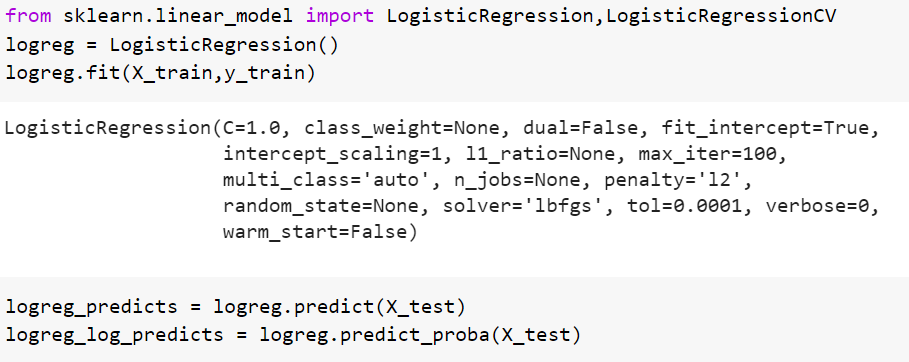 from sklearn.linear_model import LogisticRegression,LogisticRegressionCV
logreg = LogisticRegression()
logreg.fit(X_train,y_train)
LogisticRegression(C=1.0, class_weight=None, dual=False, fit_intercept=True,
                   intercept_scaling=1, l1_ratio=None, max_iter=100,
                   multi_class='auto', n_jobs=None, penalty='l2',
                   random_state=None, solver='lbfgs', tol=0.0001, verbose=0,
                   warm_start=False)
logreg_predicts = logreg.predict(X_test)
logreg_log_predicts = logreg.predict_proba(X_test)